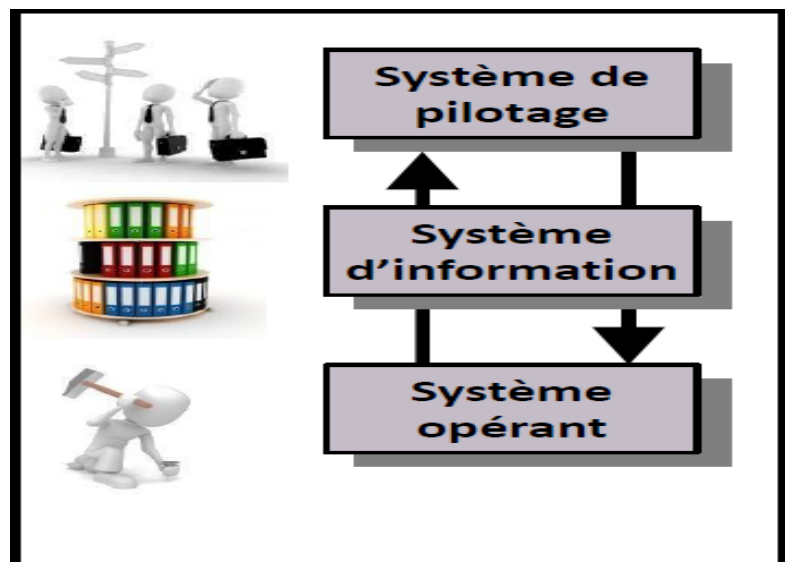 Système de
pilotage
Système
d'information
Système
opérant